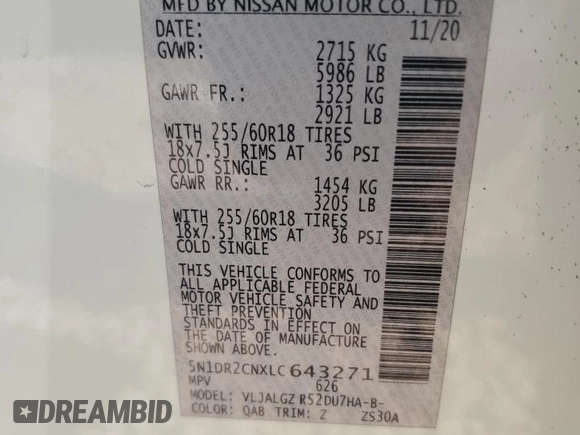 MFD BY NISSAN MOTOR CO., LTD.
DATE: 11/20
GVWR: 2715 KG
5986 LB
GAWR FR.: 1325 KG
2921 LB
WITH 255/60R18 TIRES
18x7.5J RIMS AT 36 PSI
COLD SINGLE
GAWR RR.: 1454 KG
3205 LB
WITH 255/60R18 TIRES
18x7.5J RIMS AT 36 PSI
COLD SINGLE
THIS VEHICLE CONFORMS TO
ALL APPLICABLE FEDERAL
MOTOR VEHICLE SAFETY AND
THEFT PREVENTION
STANDARDS IN EFFECT ON
THE DATE OF MANUFACTURE
SHOWN ABOVE.
5N1DR2CNXLC643271
MPV 626
MODEL: VLJALGZ R52DU7HA-B-
COLOR: QAB TRIM: Z ZS30A
© RideSafely